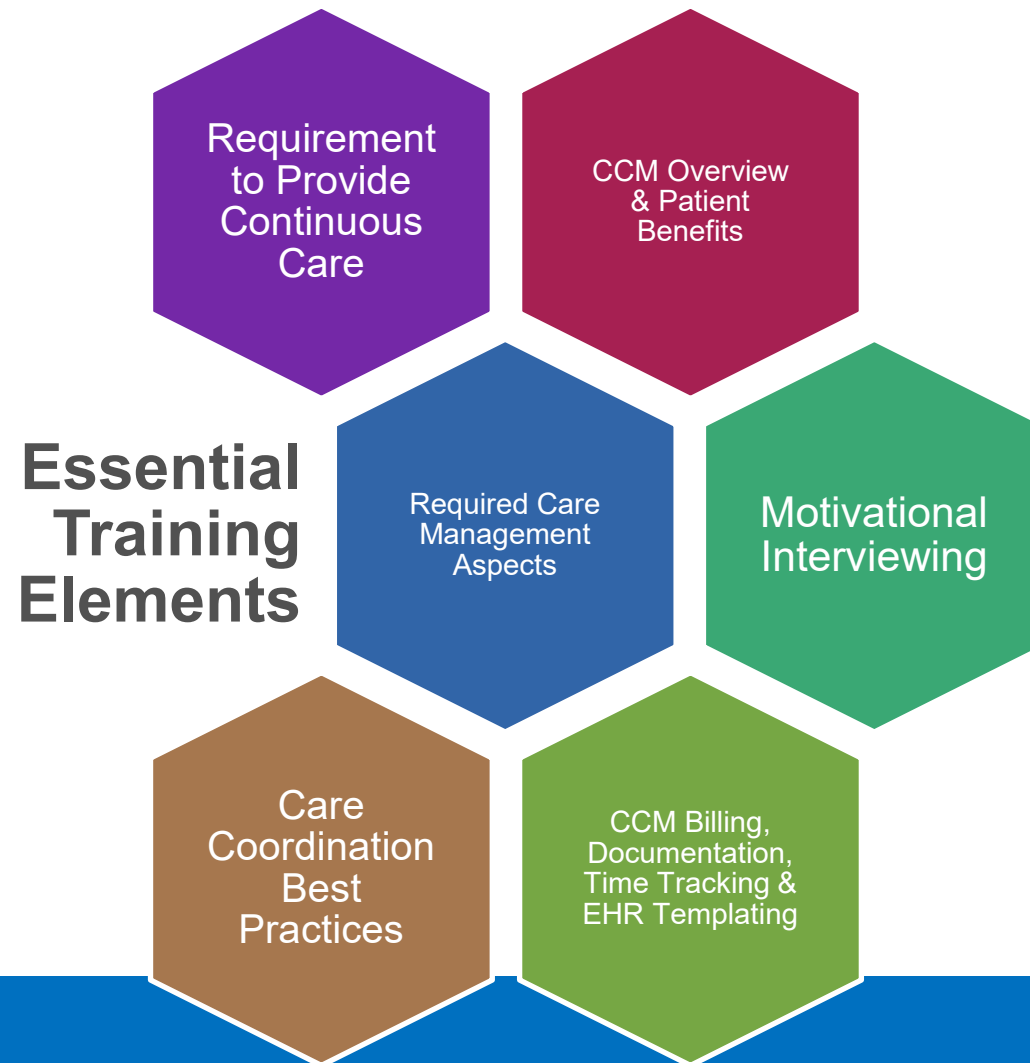 Requirement
to Provide
Continuous
Care
CCM Overview
& Patient
Benefits
Essential
Training
Elements
Required Care
Management
Aspects
Motivational
Interviewing
Care
Coordination
Best
Practices
CCM Billing,
Documentation,
Time Tracking &
EHR Templating